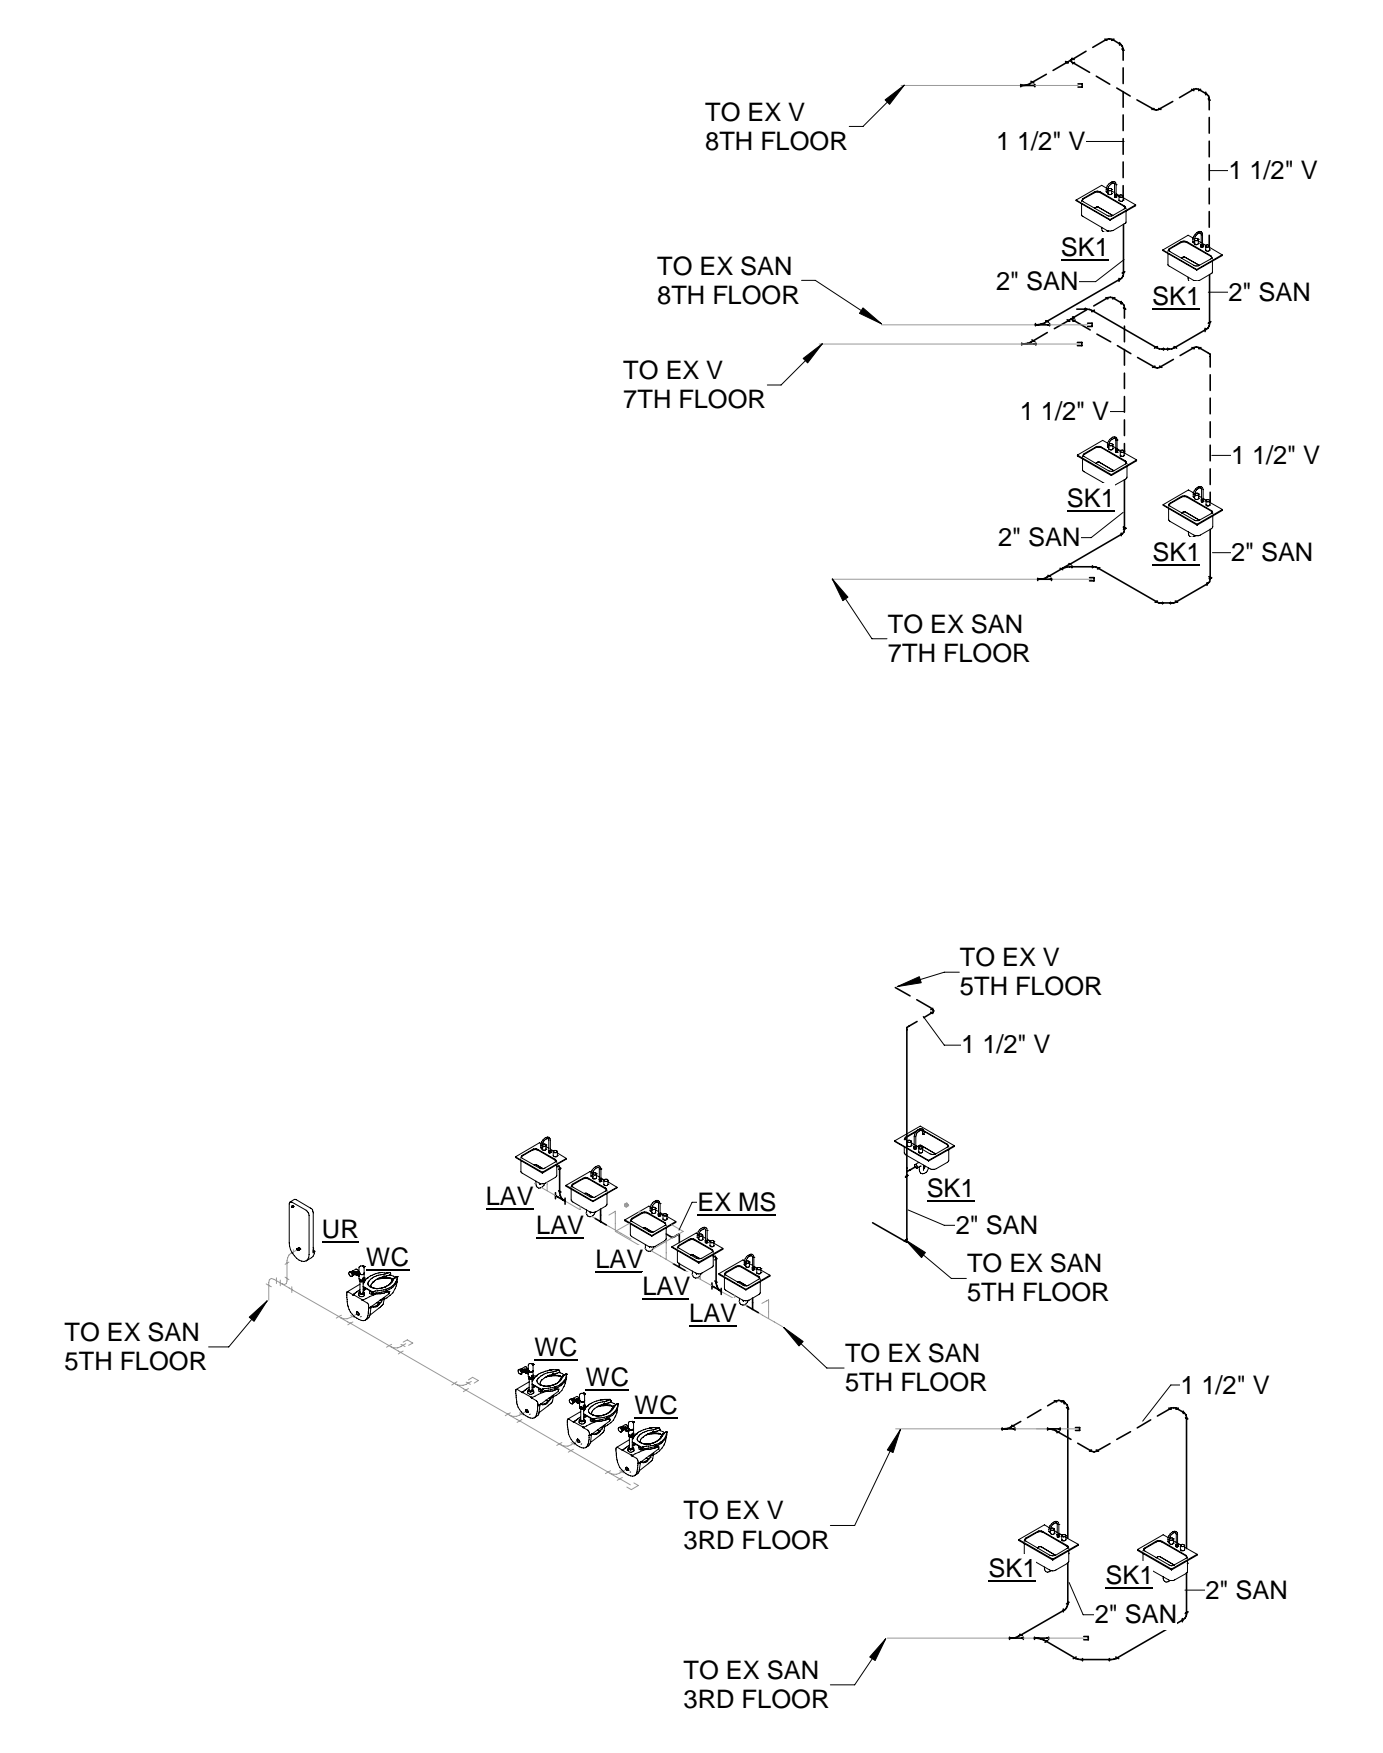 TO EX V
8TH FLOOR
1 1/2" V
1 1/2" V
SK1
TO EX SAN
8TH FLOOR
2" SAN
SK1
2" SAN
TO EX V
7TH FLOOR
1 1/2" V
1 1/2" V
SK1
2" SAN
SK1
2" SAN
TO EX SAN
7TH FLOOR
TO EX V
5TH FLOOR
1 1/2" V
SK1
2" SAN
TO EX SAN
5TH FLOOR
LAV
LAV
EX MS
LAV
LAV
LAV
UR
WC
TO EX SAN
5TH FLOOR
WC
WC
WC
TO EX SAN
5TH FLOOR
1 1/2" V
TO EX V
3RD FLOOR
SK1
SK1
2" SAN
2" SAN
TO EX SAN
3RD FLOOR